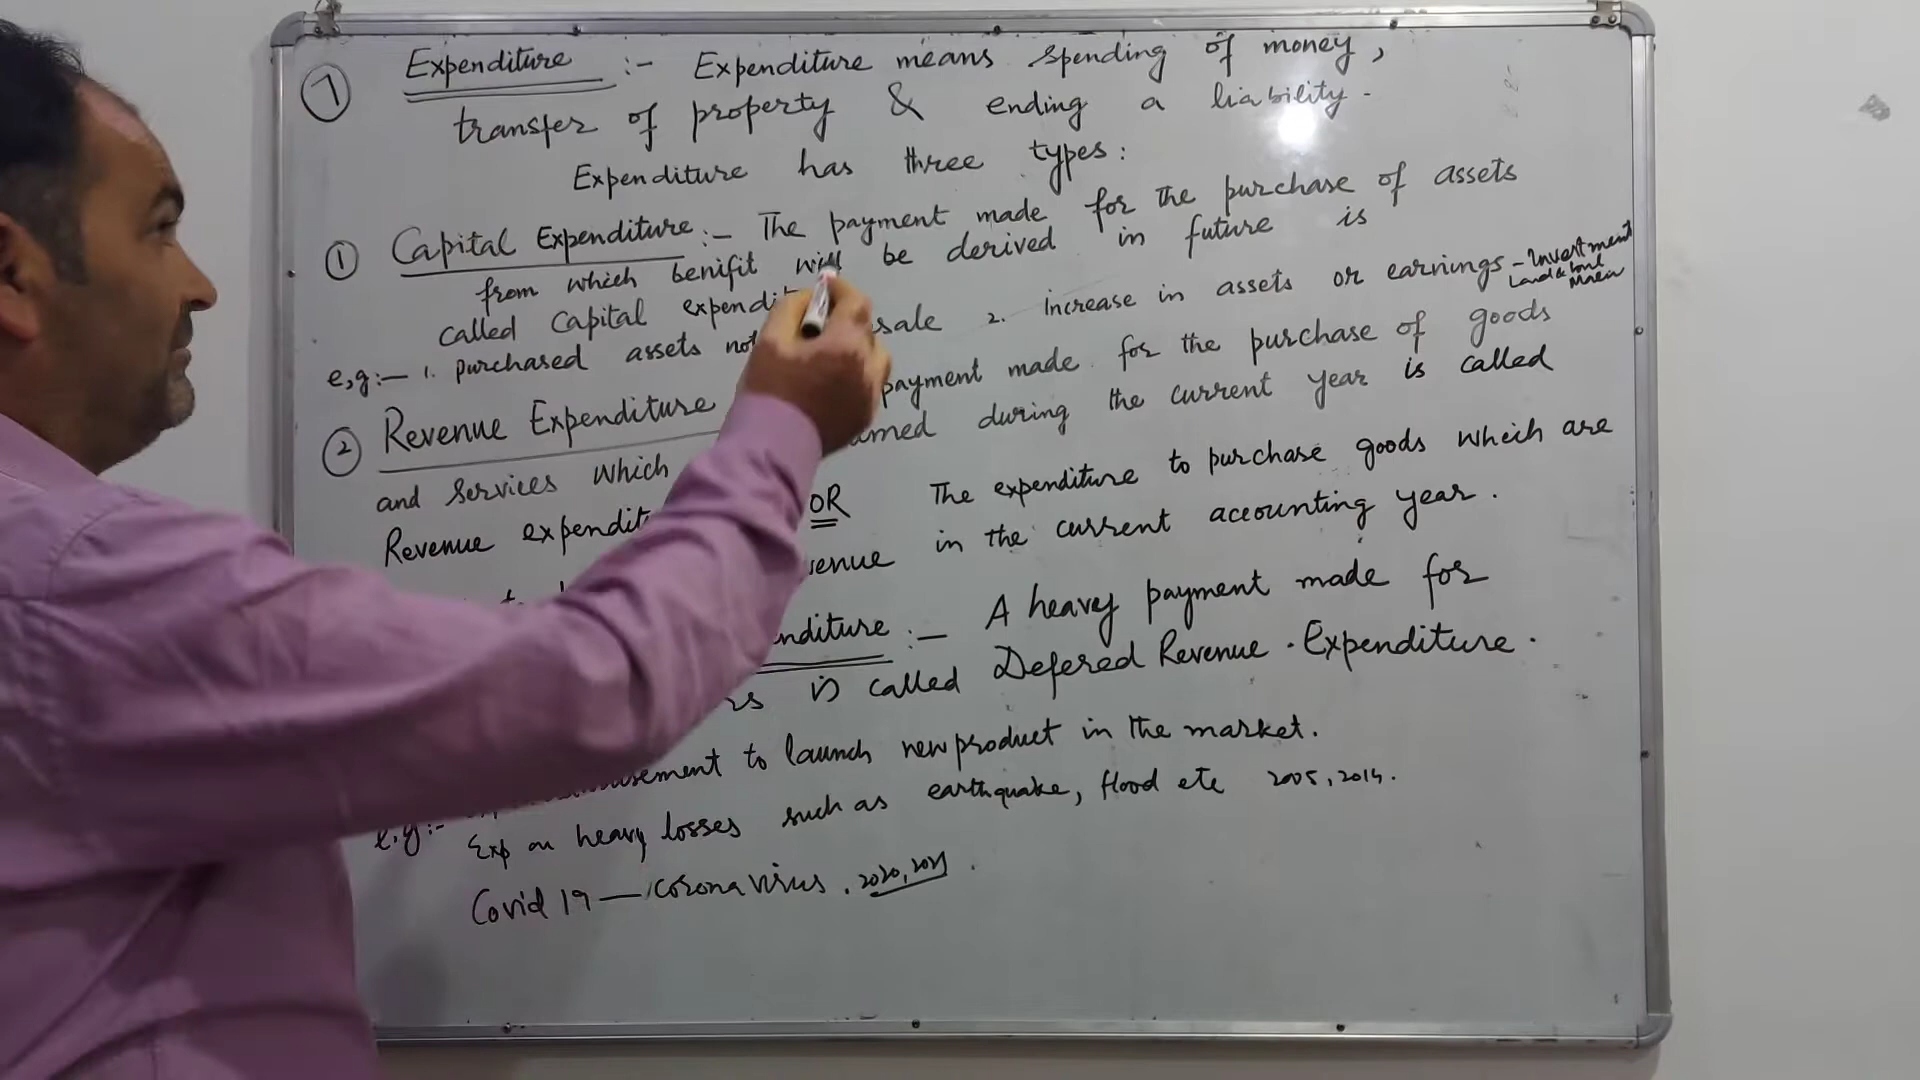 7 Expenditure :- Expenditure means spending of money,
transfer of property & ending a liability.
Expenditure has three types:
1 Capital Expenditure :- The payment made for the purchase of assets
from which benifit will be derived in future is
called Capital expendit
e,g:- 1. purchased assets not sale 2. increase in assets or earnings - Investment
Land &
2 Revenue Expenditure payment made for the purchase of goods
and services which during the current year is called
Revenue expendit OR The expenditure to purchase goods which are
in the current accounting year.
nditure :- A heavy payment made for
rs is called Defered Revenue . Expenditure .
e,g:- sement to launch new product in the market.
Exp on heavy losses such as earthquake, flood etc 2005, 2014.
Covid 19 — corona virus . 2020, 2021 .